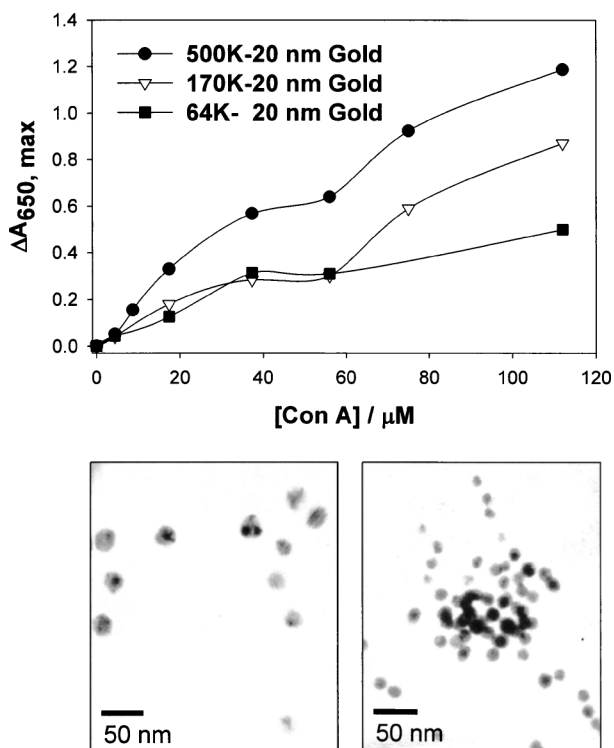 1.4
1.2
1.0
0.8
0.6
0.4
0.2
0.0
ΔA650, max
500K-20 nm Gold
170K-20 nm Gold
64K- 20 nm Gold
0 20 40 60 80 100 120
[Con A] / μM
50 nm
50 nm